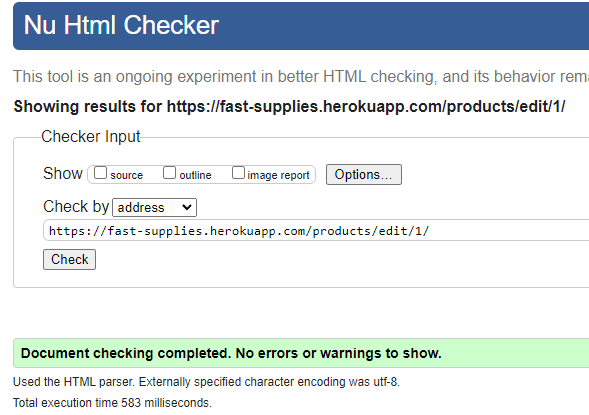 Nu Html Checker
This tool is an ongoing experiment in better HTML checking, and its behavior
Showing results for https://fast-supplies.herokuapp.com/products/edit/1/
Checker Input
Show source outline image report Options...
Check by address
https://fast-supplies.herokuapp.com/products/edit/1/
Check
Document checking completed. No errors or warnings to show.
Used the HTML parser. Externally specified character encoding was utf-8.
Total execution time 583 milliseconds.